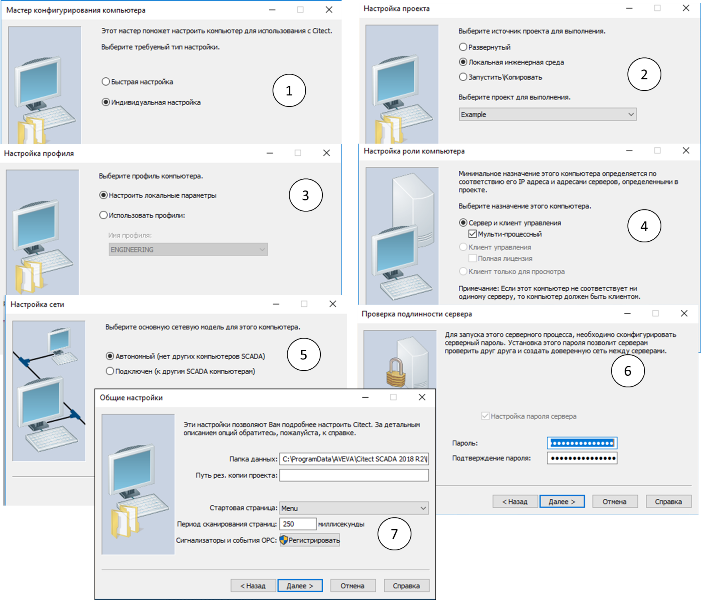 Мастер конфигурирования компьютера
Этот мастер поможет настроить компьютер для использования с Citect.
Выберите требуемый тип настройки.
Быстрая настройка
Индивидуальная настройка
1
Настройка проекта
Выберите источник проекта для выполнения.
Развернутый
Локальная инженерная среда
Запустить\Копировать
2
Выберите проект для выполнения.
Example
Настройка профиля
Выберите профиль компьютера.
Настроить локальные параметры
Использовать профили:
3
Имя профиля:
ENGINEERING
Настройка роли компьютера
Минимальное назначение этого компьютера определяется по
соответствию его IP адреса и адресами серверов, определенными в
проекте.
Выберите назначение этого компьютера.
Сервер и клиент управления
Мульти-процессный
4
Клиент управления
Полная лицензия
Клиент только для просмотра
Примечание: Если этот компьютер не соответствует ни
одиному серверу, то компьютер должен быть клиентом.
Настройка сети
Выберите основную сетевую модель для этого компьютера.
Автономный (нет других компьютеров SCADA)
Подключен (к другим SCADA компьютерам)
5
Проверка подлинности сервера
Для запуска этого серверного процесса, необходимо сконфигурировать
серверный пароль. Установка этого пароля позволит серверам
проверить друг друга и создать доверенную сеть между серверами.
6
Настройка пароля сервера
Пароль:
Подтверждение пароля:
< Назад Далее > Отмена Справка
Общие настройки
Эти настройки позволяют Вам подробнее настроить Citect. За детальным
описанием опций обратитесь, пожалуйста, к справке.
Папка данных: C:\ProgramData\AVEVA\Citect SCADA 2018 R2\
Путь рез. копии проекта:
Стартовая страница: Menu
Период сканирования страниц: 250 миллисекунды
Сигнализаторы и события OPC: Регистрировать
7
< Назад Далее > Отмена Справка